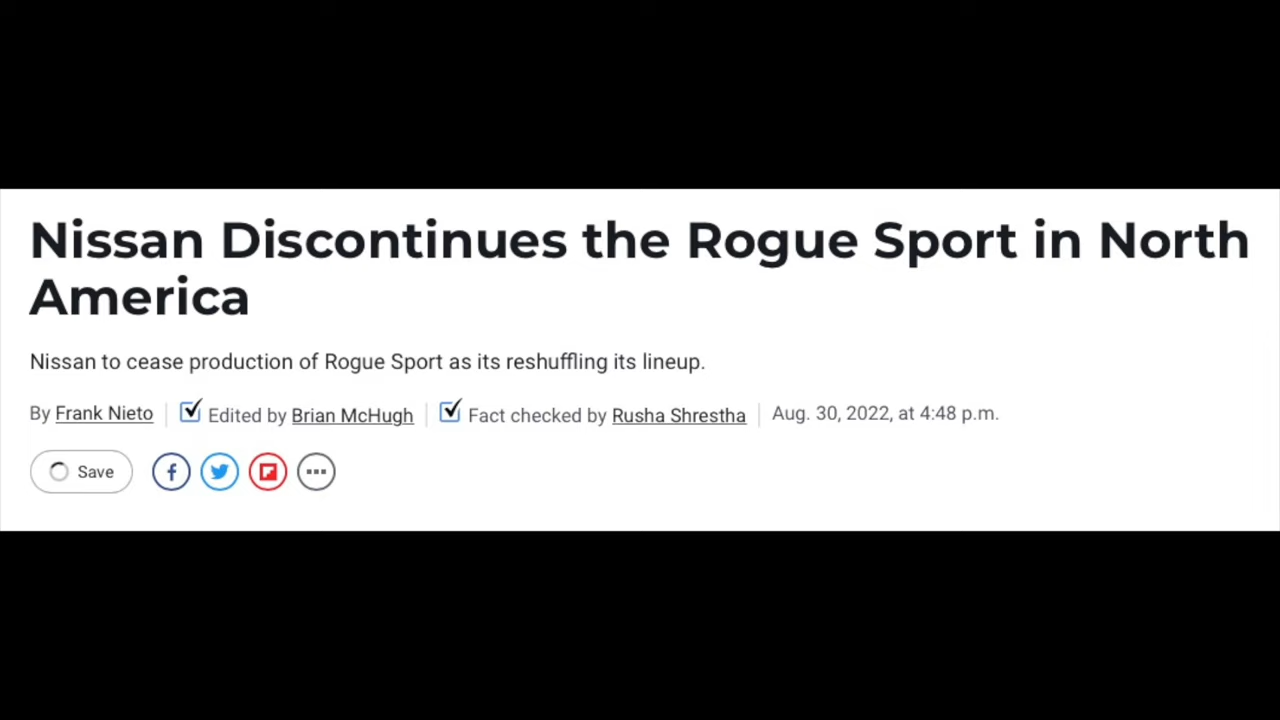 Nissan Discontinues the Rogue Sport in North
America
Nissan to cease production of Rogue Sport as its reshuffling its lineup.
By Frank Nieto Edited by Brian McHugh Fact checked by Rusha Shrestha Aug. 30, 2022, at 4:48 p.m.
Save